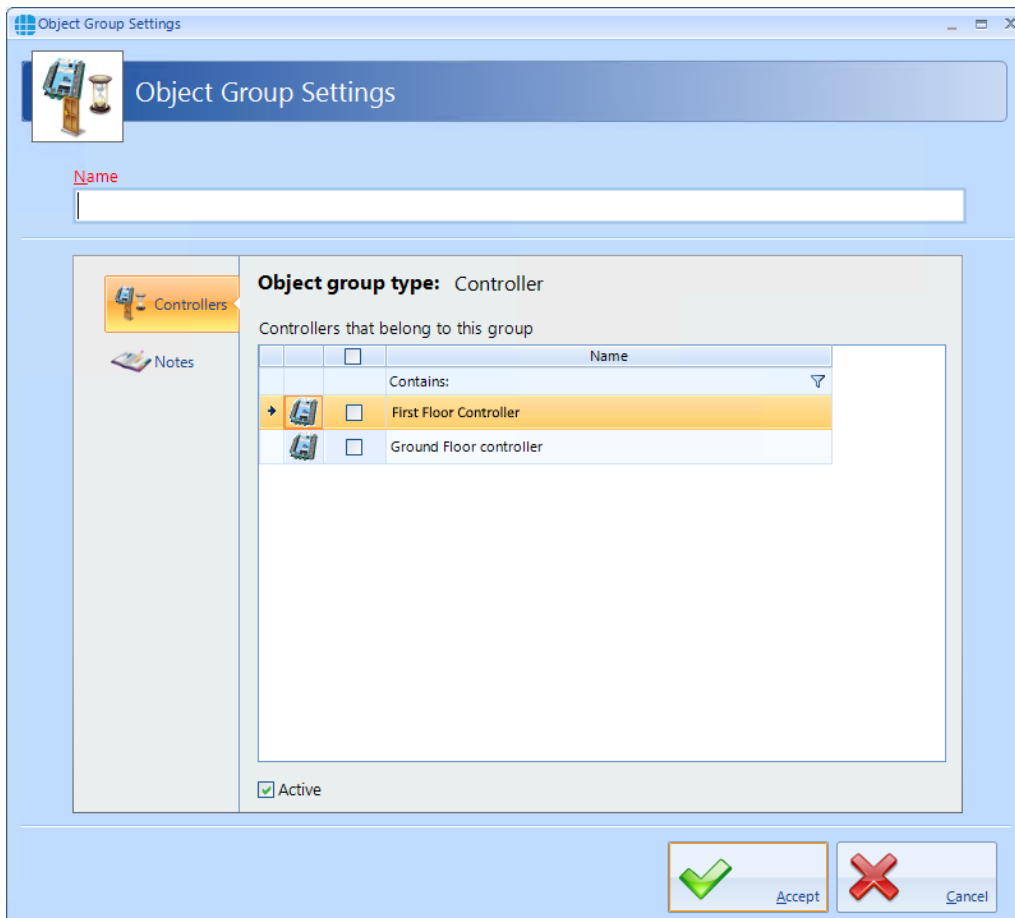 Object Group Settings
Object Group Settings
Name
Controllers
Notes
Object group type: Controller
Controllers that belong to this group
Name
Contains:
First Floor Controller
Ground Floor controller
Active
Accept
Cancel